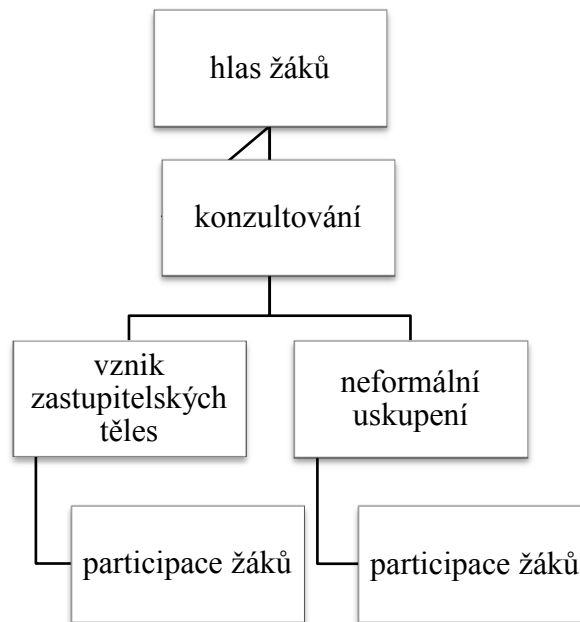 hlas žáků
konzultování
vznik
zastupitelských
těles
neformální
uskupení
participace žáků
participace žáků